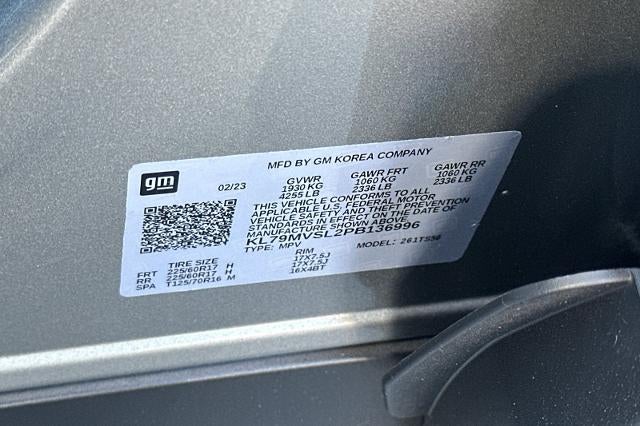 MFD BY GM KOREA COMPANY
gm
02/23
GVWR GAWR FRT GAWR RR
1930 KG 1060 KG 1060 KG
4255 LB 2336 LB 2336 LB
THIS VEHICLE CONFORMS TO ALL
APPLICABLE U.S. FEDERAL MOTOR
VEHICLE SAFETY AND THEFT PREVENTION
STANDARDS IN EFFECT ON THE DATE OF
MANUFACTURE SHOWN ABOVE.
KL79MVSL2PB136996
TYPE: MPV MODEL: 261TS56
TIRE SIZE RIM
FRT 225/60R17 H 17X7.5J
RR 225/60R17 H 17X7.5J
SPA T125/70R16 M 16X4BT